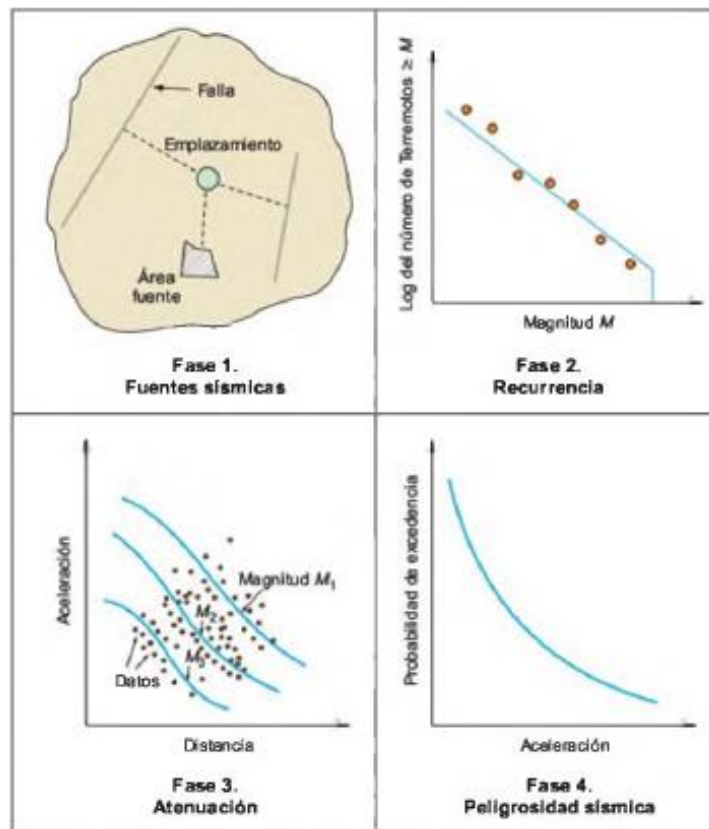 Falla
Emplazamiento
Área
fuente
Fase 1.
Fuentes sísmicas
Log del número de Terremolos ≥ M
Magnitud M
Fase 2.
Recurrencia
Aceleración
Magnitud M₁
M₂
M₃
Datos
Distancia
Fase 3.
Atenuación
Probabilidad de excedencia
Aceleración
Fase 4.
Peligrosidad sísmica